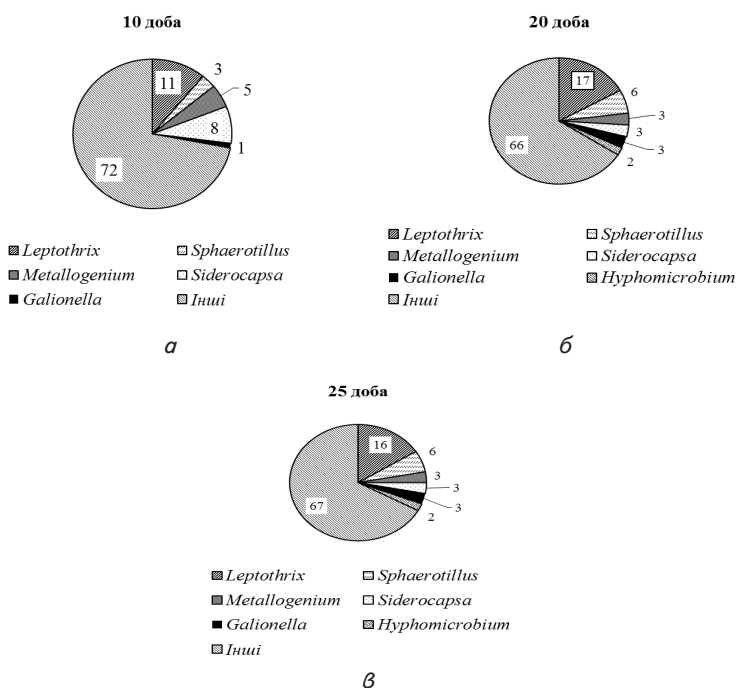 10 доба
11
3
5
8
1
72
Leptothrix
Sphaerotillus
Metallogenium
Siderocapsa
Galionella
Інші
а
20 доба
17
6
3
3
3
2
66
Leptothrix
Sphaerotillus
Metallogenium
Siderocapsa
Galionella
Hyphomicrobium
Інші
б
25 доба
16
6
3
3
3
2
67
Leptothrix
Sphaerotillus
Metallogenium
Siderocapsa
Galionella
Hyphomicrobium
Інші
в